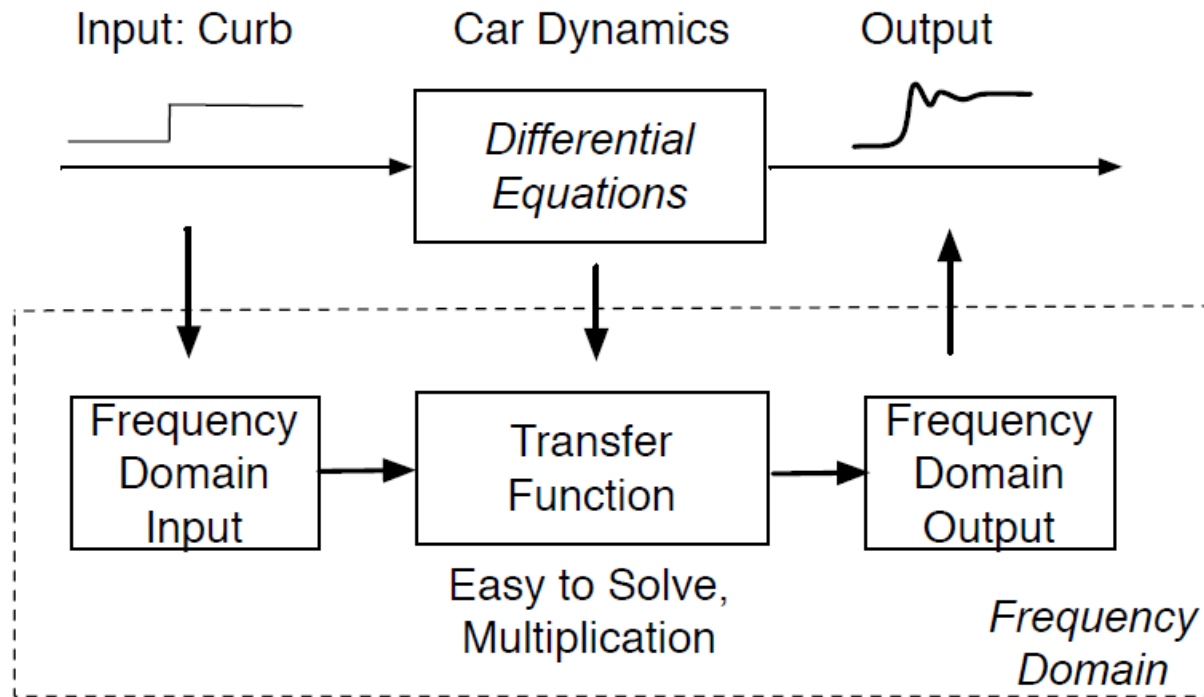 Input: Curb
Car Dynamics
Output
Differential
Equations
Frequency
Domain
Input
Transfer
Function
Frequency
Domain
Output
Easy to Solve,
Multiplication
Frequency
Domain